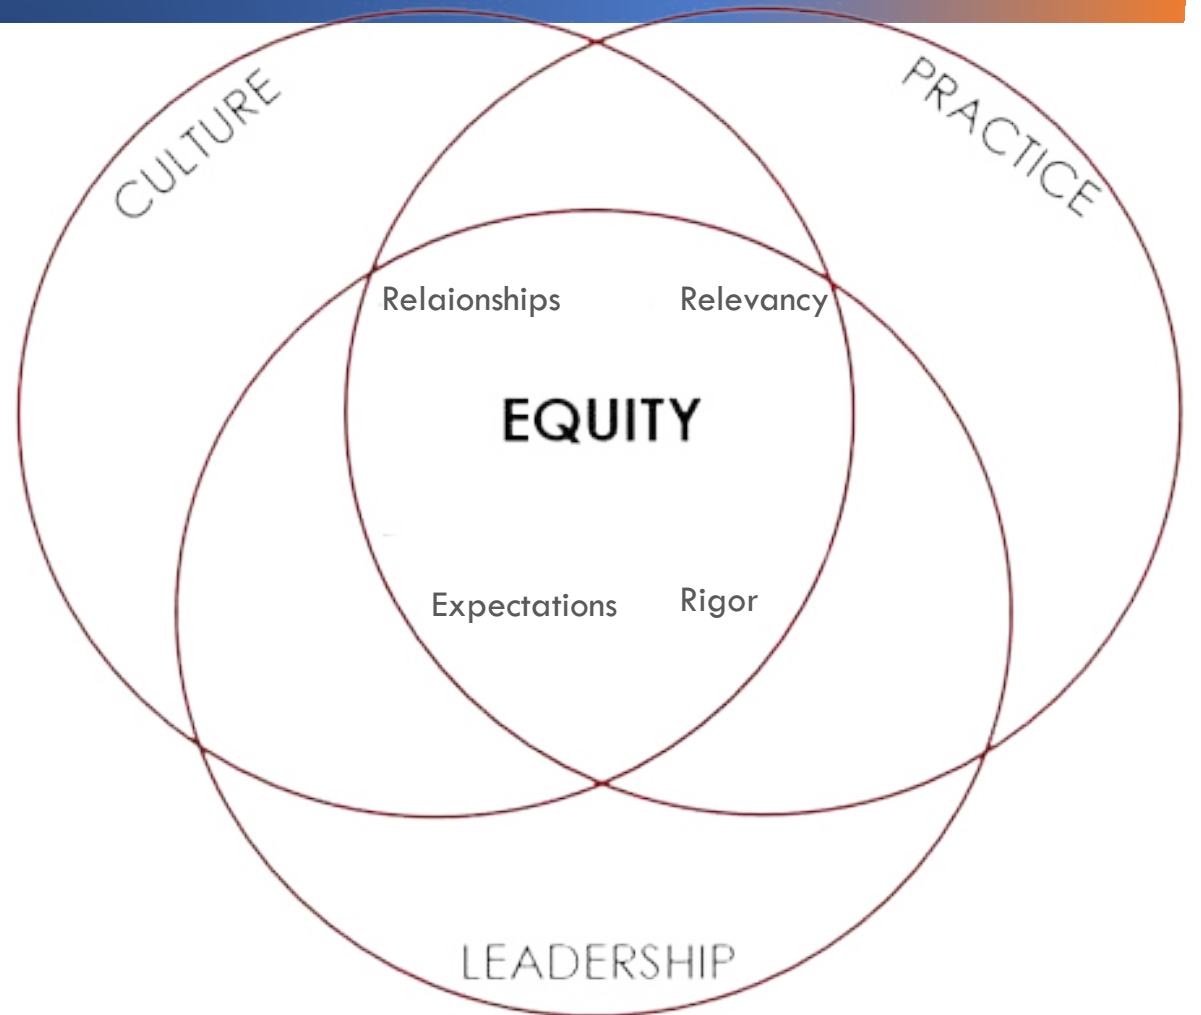 CULTURE
PRACTICE
Relaionships
Relevancy
EQUITY
Expectations
Rigor
LEADERSHIP